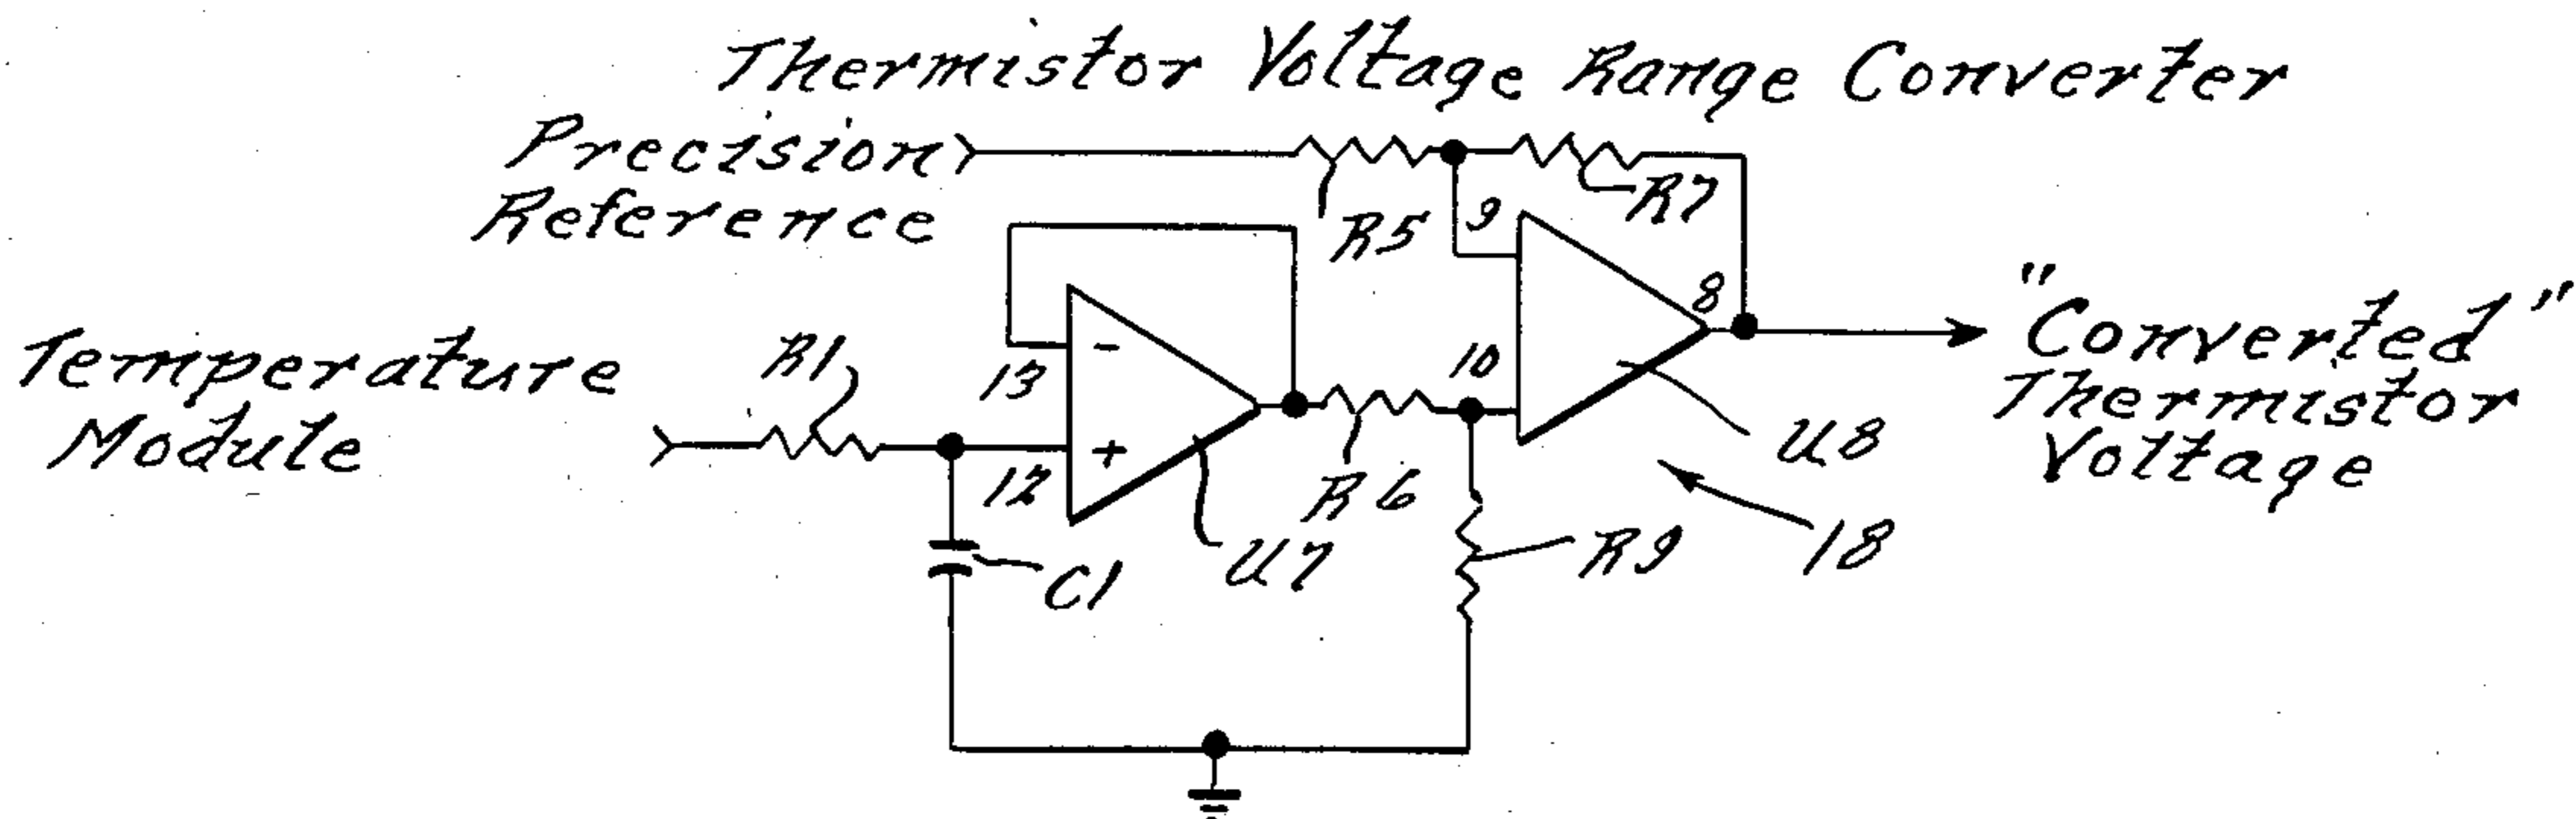 Thermistor Voltage Range Converter
Precision
Reference
R5
R7
9
8
10
Temperature
Module
R1
13
-
12
+
C1
U7
R6
R9
U8
18
"Converted"
Thermistor
Voltage